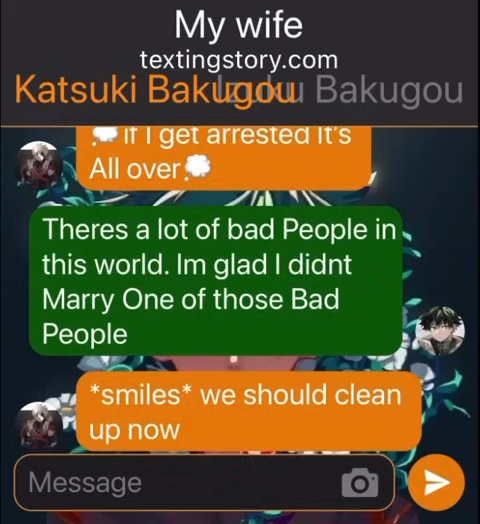 My wife
textingstory.com
Katsuki Bakugou Izuku Bakugou
💭 If I get arrested It's
All over💭
Theres a lot of bad People in
this world. Im glad I didnt
Marry One of those Bad
People
*smiles* we should clean
up now
Message